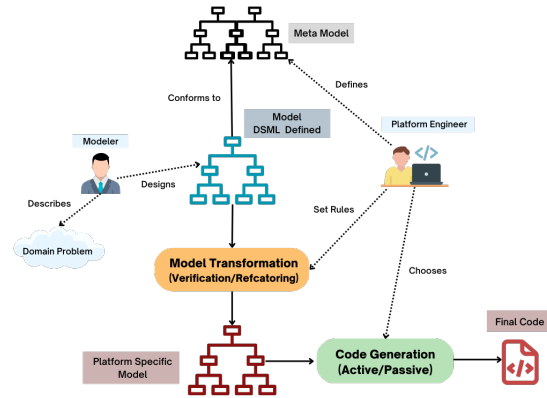 Meta Model
Defines
Conforms to
Model
DSML Defined
Platform Engineer
Modeler
</>
Designs
Describes
Set Rules
Domain Problem
Model Transformation
(Verification/Refcatoring)
Chooses
Final Code
Platform Specific
Model
Code Generation
(Active/Passive)